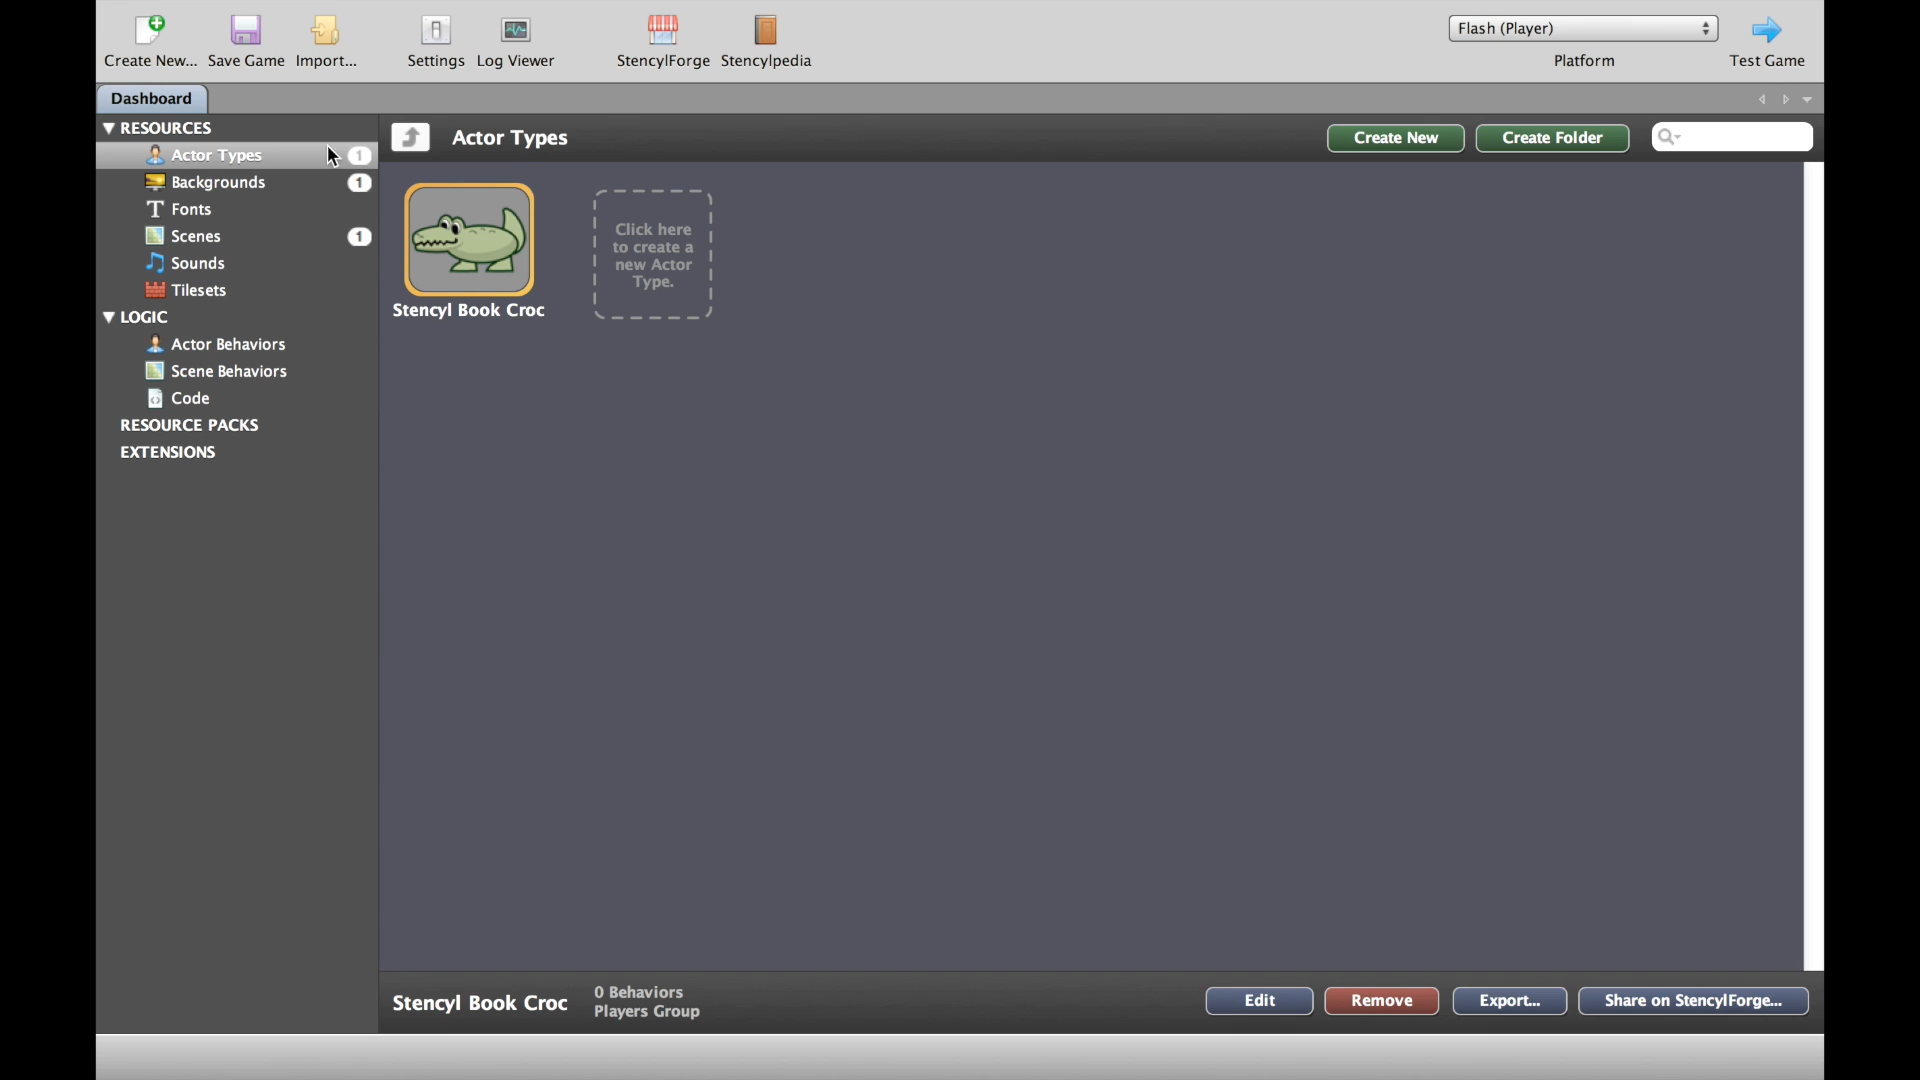 Create New...
Save Game
Import...
Settings
Log Viewer
StencylForge
Stencylpedia
Flash (Player)
Platform
Test Game
Dashboard
RESOURCES
Actor Types
1
Backgrounds
1
Fonts
Scenes
1
Sounds
Tilesets
LOGIC
Actor Behaviors
Scene Behaviors
Code
RESOURCE PACKS
EXTENSIONS
Actor Types
Create New
Create Folder
Stencyl Book Croc
Click here
to create a
new Actor
Type.
Stencyl Book Croc
0 Behaviors
Players Group
Edit
Remove
Export...
Share on StencylForge...